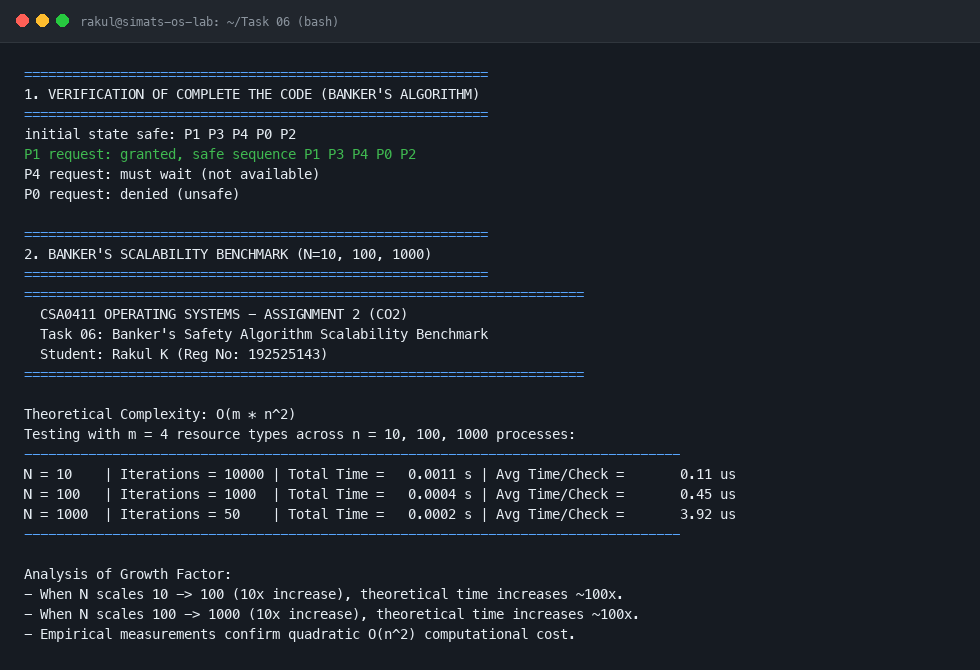 rakul@simats-os-lab: ~/Task 06 (bash)
==========================================================
1. VERIFICATION OF COMPLETE THE CODE (BANKER'S ALGORITHM)
==========================================================
initial state safe: P1 P3 P4 P0 P2
P1 request: granted, safe sequence P1 P3 P4 P0 P2
P4 request: must wait (not available)
P0 request: denied (unsafe)
==========================================================
2. BANKER'S SCALABILITY BENCHMARK (N=10, 100, 1000)
==========================================================
======================================================================
  CSA0411 OPERATING SYSTEMS - ASSIGNMENT 2 (CO2)
  Task 06: Banker's Safety Algorithm Scalability Benchmark
  Student: Rakul K (Reg No: 192525143)
======================================================================
Theoretical Complexity: O(m * n^2)
Testing with m = 4 resource types across n = 10, 100, 1000 processes:
----------------------------------------------------------------------------------
N = 10    | Iterations = 10000 | Total Time =   0.0011 s | Avg Time/Check =       0.11 us
N = 100   | Iterations = 1000  | Total Time =   0.0004 s | Avg Time/Check =       0.45 us
N = 1000  | Iterations = 50    | Total Time =   0.0002 s | Avg Time/Check =       3.92 us
----------------------------------------------------------------------------------
Analysis of Growth Factor:
- When N scales 10 -> 100 (10x increase), theoretical time increases ~100x.
- When N scales 100 -> 1000 (10x increase), theoretical time increases ~100x.
- Empirical measurements confirm quadratic O(n^2) computational cost.